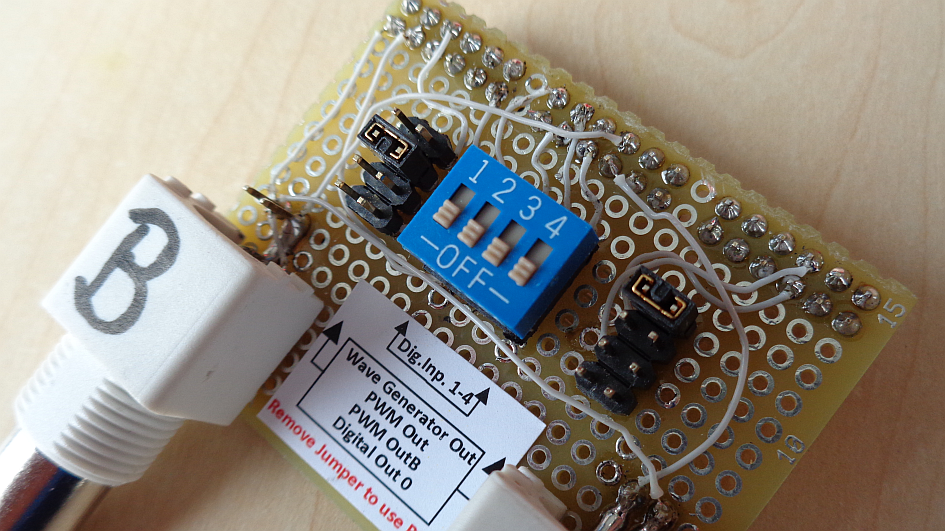 B
1 2 3 4
—OFF—
Dig.Inp. 1-4
Wave Generator Out
PWM Out
PWM OutB
Digital Out 0
Remove Jumper to use
15
10